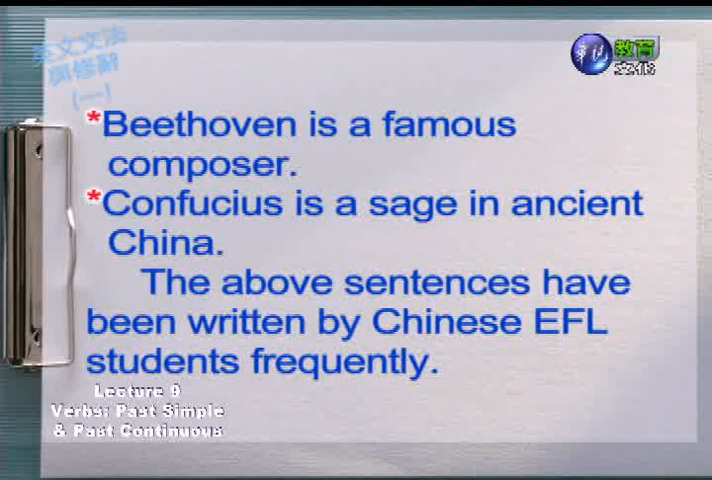 英文文法
與修辭
(一)
華視 教育
文化
*Beethoven is a famous
composer.
*Confucius is a sage in ancient
China.
The above sentences have
been written by Chinese EFL
students frequently.
Lecture 9
Verbs: Past Simple
& Past Continuous